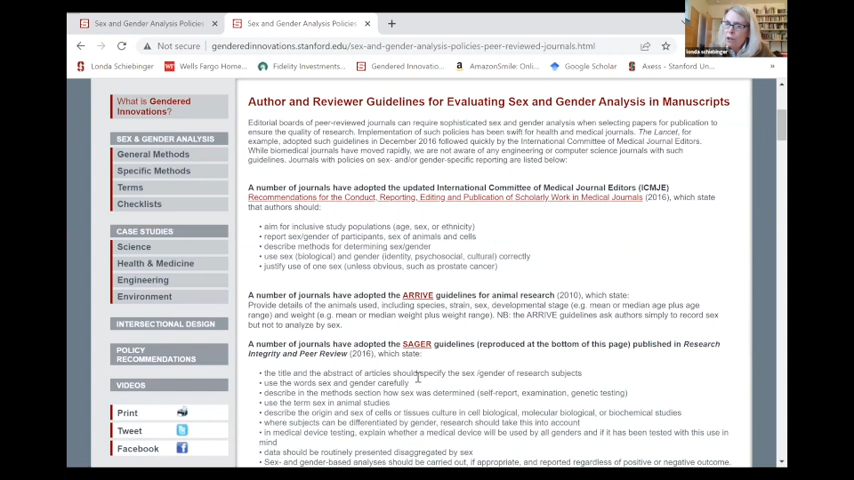 Sex and Gender Analysis Policies
Sex and Gender Analysis Policies
Not secure genderedinnovations.stanford.edu/sex-and-gender-analysis-policies-peer-reviewed-journals.html
londa schiebinger
Londa Schiebinger Wells Fargo Home... Fidelity Investments... Gendered Innovatio... AmazonSmile: Onli... Google Scholar Axess - Stanford Un...
What is Gendered
Innovations?
SEX & GENDER ANALYSIS
General Methods
Specific Methods
Terms
Checklists
CASE STUDIES
Science
Health & Medicine
Engineering
Environment
INTERSECTIONAL DESIGN
POLICY
RECOMMENDATIONS
VIDEOS
Print
Tweet
Facebook
Author and Reviewer Guidelines for Evaluating Sex and Gender Analysis in Manuscripts
Editorial boards of peer-reviewed journals can require sophisticated sex and gender analysis when selecting papers for publication to
ensure the quality of research. Implementation of such policies has been swift for health and medical journals. The Lancet, for
example, adopted such guidelines in December 2016 followed quickly by the International Committee of Medical Journal Editors.
While biomedical journals have moved rapidly, we are not aware of any engineering or computer science journals with such
guidelines. Journals with policies on sex- and/or gender-specific reporting are listed below:
A number of journals have adopted the updated International Committee of Medical Journal Editors (ICMJE)
Recommendations for the Conduct, Reporting, Editing and Publication of Scholarly Work in Medical Journals (2016), which state
that authors should:
• aim for inclusive study populations (age, sex, or ethnicity)
• report sex/gender of participants, sex of animals and cells
• describe methods for determining sex/gender
• use sex (biological) and gender (identity, psychosocial, cultural) correctly
• justify use of one sex (unless obvious, such as prostate cancer)
A number of journals have adopted the ARRIVE guidelines for animal research (2010), which state:
Provide details of the animals used, including species, strain, sex, developmental stage (e.g. mean or median age plus age
range) and weight (e.g. mean or median weight plus weight range). NB: the ARRIVE guidelines ask authors simply to record sex
but not to analyze by sex.
A number of journals have adopted the SAGER guidelines (reproduced at the bottom of this page) published in Research
Integrity and Peer Review (2016), which state:
• the title and the abstract of articles should specify the sex /gender of research subjects
• use the words sex and gender carefully
• describe in the methods section how sex was determined (self-report, examination, genetic testing)
• use the term sex in animal studies
• describe the origin and sex of cells or tissues culture in cell biological, molecular biological, or biochemical studies
• where subjects can be differentiated by gender, research should take this into account
• in medical device testing, explain whether a medical device will be used by all genders and if it has been tested with this use in
mind
• data should be routinely presented disaggregated by sex
• Sex- and gender-based analyses should be carried out, if appropriate, and reported regardless of positive or negative outcome.